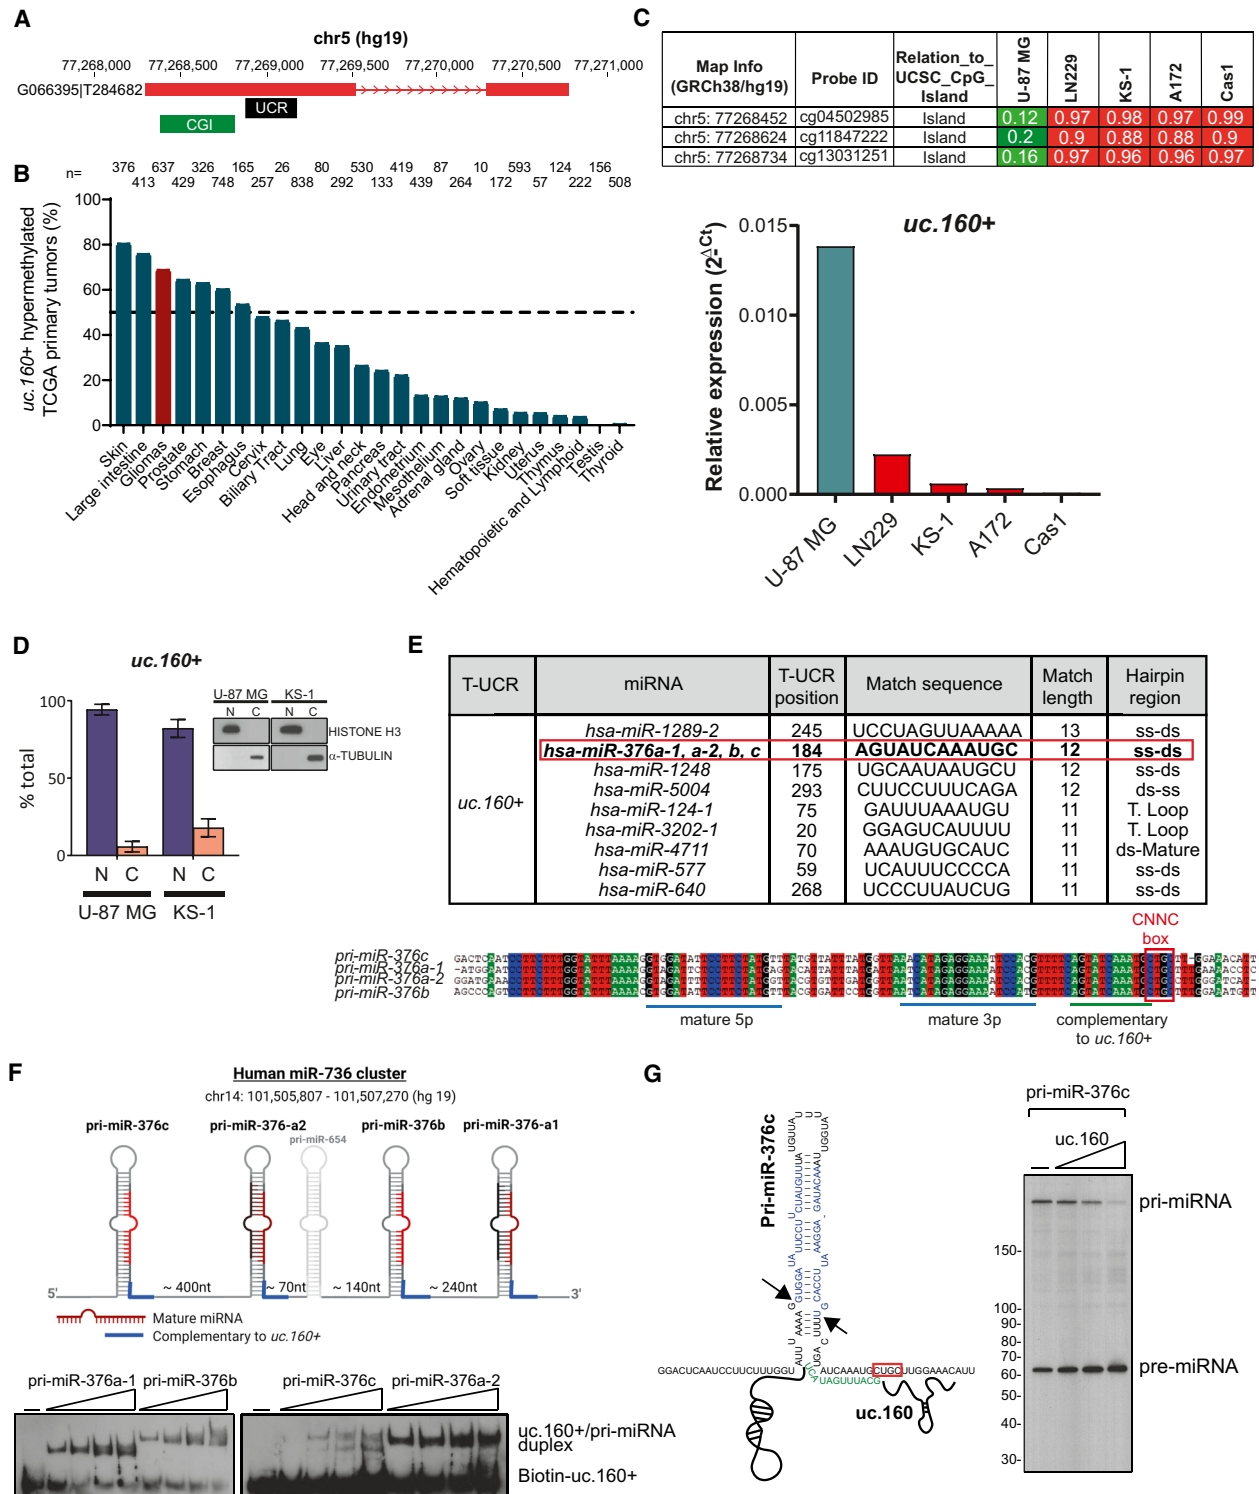 A
chr5 (hg19)
77,268,000 77,268,500 77,269,000 77,269,500 77,270,000 77,270,500 77,271,000
G066395|T284682
UCR
CGI
B
n=
376 637 326 165 26 80 530 419 87 10 593 124 156
413 429 748 257 838 292 133 439 264 172 57 222 508
uc.160+ hypermethylated
TCGA primary tumors (%)
100
80
60
40
20
0
Skin
Large intestine
Gliomas
Prostate
Stomach
Breast
Esophagus
Cervix
Biliary Tract
Lung
Eye
Liver
Head and neck
Pancreas
Urinary tract
Endometrium
Mesothelium
Adrenal gland
Ovary
Soft tissue
Kidney
Uterus
Thymus
Hematopoietic and Lymphoid
Testis
Thyroid
C
Map Info
(GRCh38/hg19)
Probe ID
Relation_to_
UCSC_CpG_
Island
U-87 MG
LN229
KS-1
A172
Cas1
chr5: 77268452 cg04502985 Island 0.12 0.97 0.98 0.97 0.99
chr5: 77268624 cg11847222 Island 0.2 0.9 0.88 0.88 0.9
chr5: 77268734 cg13031251 Island 0.16 0.97 0.96 0.96 0.97
uc.160+
Relative expression (2-ΔCt)
0.015
0.010
0.005
0.000
U-87 MG
LN229
KS-1
A172
Cas1
D
uc.160+
% total
100
50
0
N C N C
U-87 MG KS-1
U-87 MG KS-1
N C N C
HISTONE H3
α-TUBULIN
E
T-UCR
miRNA
T-UCR
position
Match sequence
Match
length
Hairpin
region
uc.160+
hsa-miR-1289-2 245 UCCUAGUUAAAAA 13 ss-ds
hsa-miR-376a-1, a-2, b, c 184 AGUAUCAAAUGC 12 ss-ds
hsa-miR-1248 175 UGCAAUAAUGCU 12 ss-ds
hsa-miR-5004 293 CUUCCUUUCAGA 12 ds-ss
hsa-miR-124-1 75 GAUUUAAAUGU 11 T. Loop
hsa-miR-3202-1 20 GGAGUCAUUUU 11 T. Loop
hsa-miR-4711 70 AAAUGUGCAUC 11 ds-Mature
hsa-miR-577 59 UCAUUUCCCCA 11 ss-ds
hsa-miR-640 268 UCCCUUAUCUG 11 ss-ds
CNNC
box
pri-miR-376c
pri-miR-376a-1
pri-miR-376a-2
pri-miR-376b
mature 5p
mature 3p
complementary
to uc.160+
F
Human miR-736 cluster
chr14: 101,505,807 - 101,507,270 (hg 19)
pri-miR-376c pri-miR-376-a2 pri-miR-376b pri-miR-376-a1
pri-miR-654
~ 400nt ~ 70nt ~ 140nt ~ 240nt
5' 3'
Mature miRNA
Complementary to uc.160+
pri-miR-376a-1 pri-miR-376b pri-miR-376c pri-miR-376a-2
uc.160+/pri-miRNA
duplex
Biotin-uc.160+
G
Pri-miR-376c
GGACUCAAUCCUUCUUUGGU
AUCAAAUGCUGCUUGGAAACAUU
UAGUUUACG
uc.160
pri-miR-376c
uc.160
pri-miRNA
pre-miRNA
150-
100-
90-
80-
70-
60-
50-
40-
30-